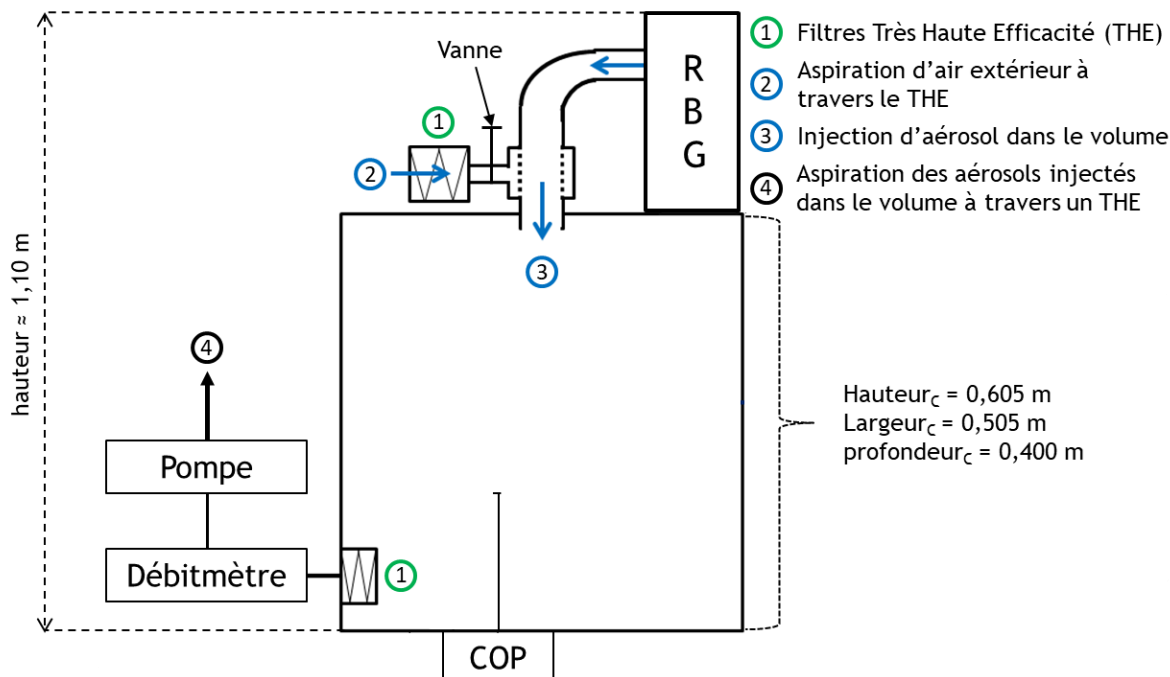 Vanne
R
B
G
1
2
3
1 Filtres Très Haute Efficacité (THE)
2 Aspiration d'air extérieur à
travers le THE
3 Injection d'aérosol dans le volume
4 Aspiration des aérosols injectés
dans le volume à travers un THE
hauteur ≈ 1,10 m
4
Pompe
Débitmètre
1
COP
Hauteur_C = 0,605 m
Largeur_C = 0,505 m
profondeur_C = 0,400 m